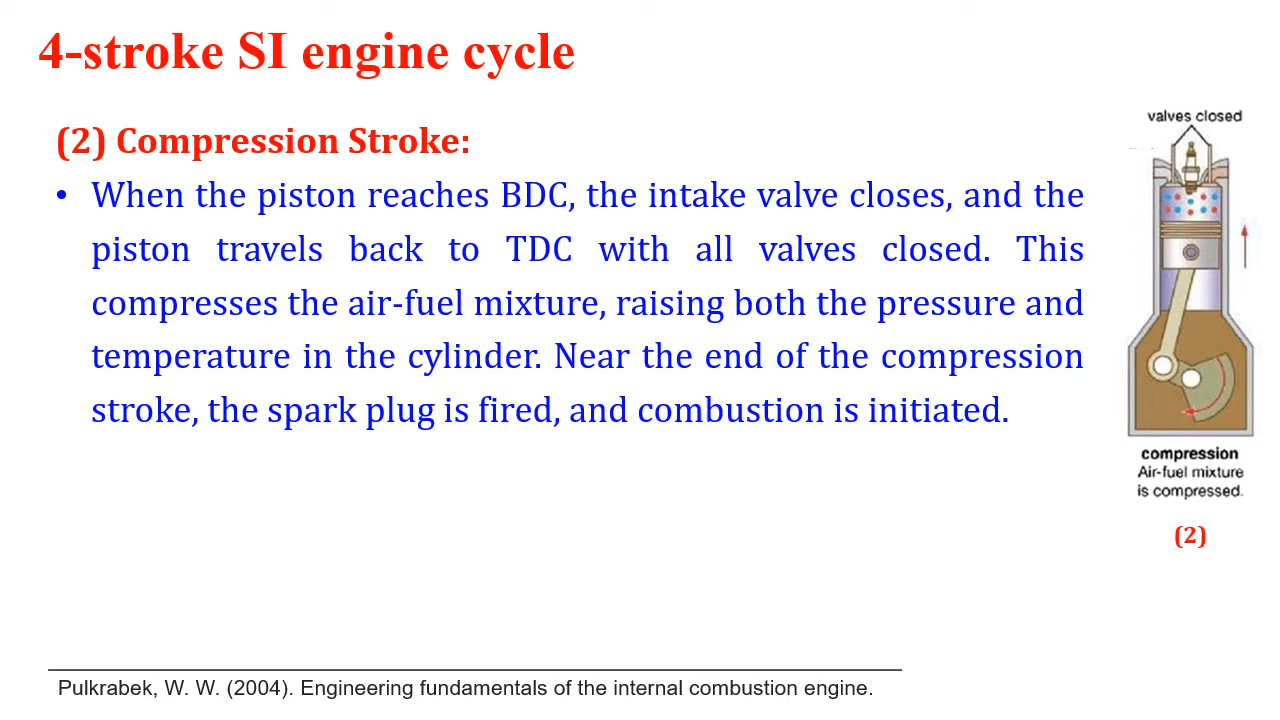 4-stroke SI engine cycle
(2) Compression Stroke:
• When the piston reaches BDC, the intake valve closes, and the
piston travels back to TDC with all valves closed. This
compresses the air-fuel mixture, raising both the pressure and
temperature in the cylinder. Near the end of the compression
stroke, the spark plug is fired, and combustion is initiated.
valves closed
compression
Air-fuel mixture
is compressed.
(2)
Pulkrabek, W. W. (2004). Engineering fundamentals of the internal combustion engine.